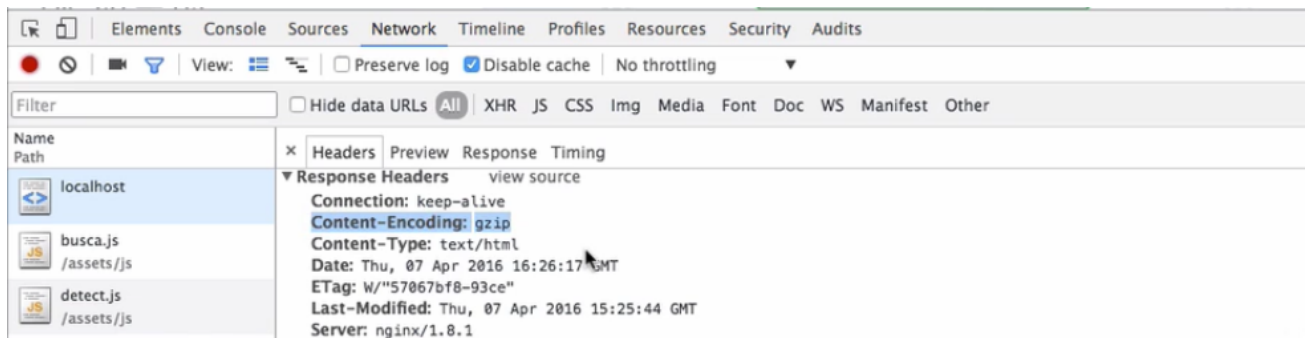 Elements Console Sources Network Timeline Profiles Resources Security Audits
View: Preserve log Disable cache No throttling ▼
Filter Hide data URLs All XHR JS CSS Img Media Font Doc WS Manifest Other
Name
Path
× Headers Preview Response Timing
localhost
busca.js
/assets/js
detect.js
/assets/js
▼ Response Headers view source
Connection: keep-alive
Content-Encoding: gzip
Content-Type: text/html
Date: Thu, 07 Apr 2016 16:26:17 GMT
ETag: W/"57067bf8-93ce"
Last-Modified: Thu, 07 Apr 2016 15:25:44 GMT
Server: nginx/1.8.1